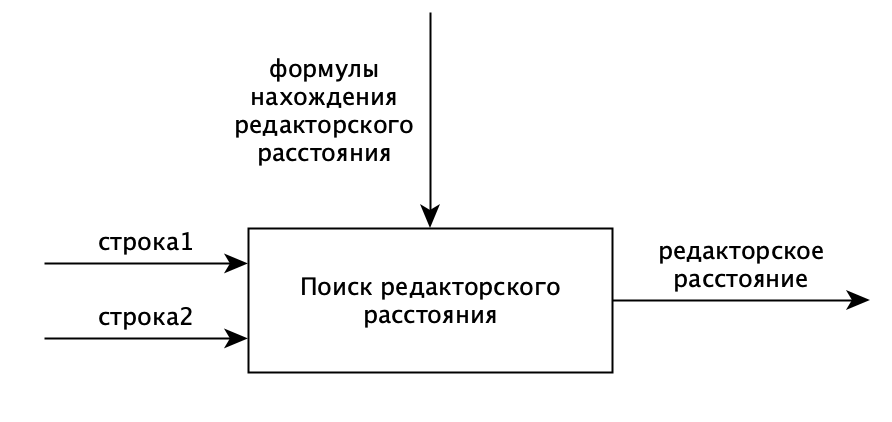 формулы
нахождения
редакторского
расстояния
строка1
строка2
Поиск редакторского
расстояния
редакторское
расстояние